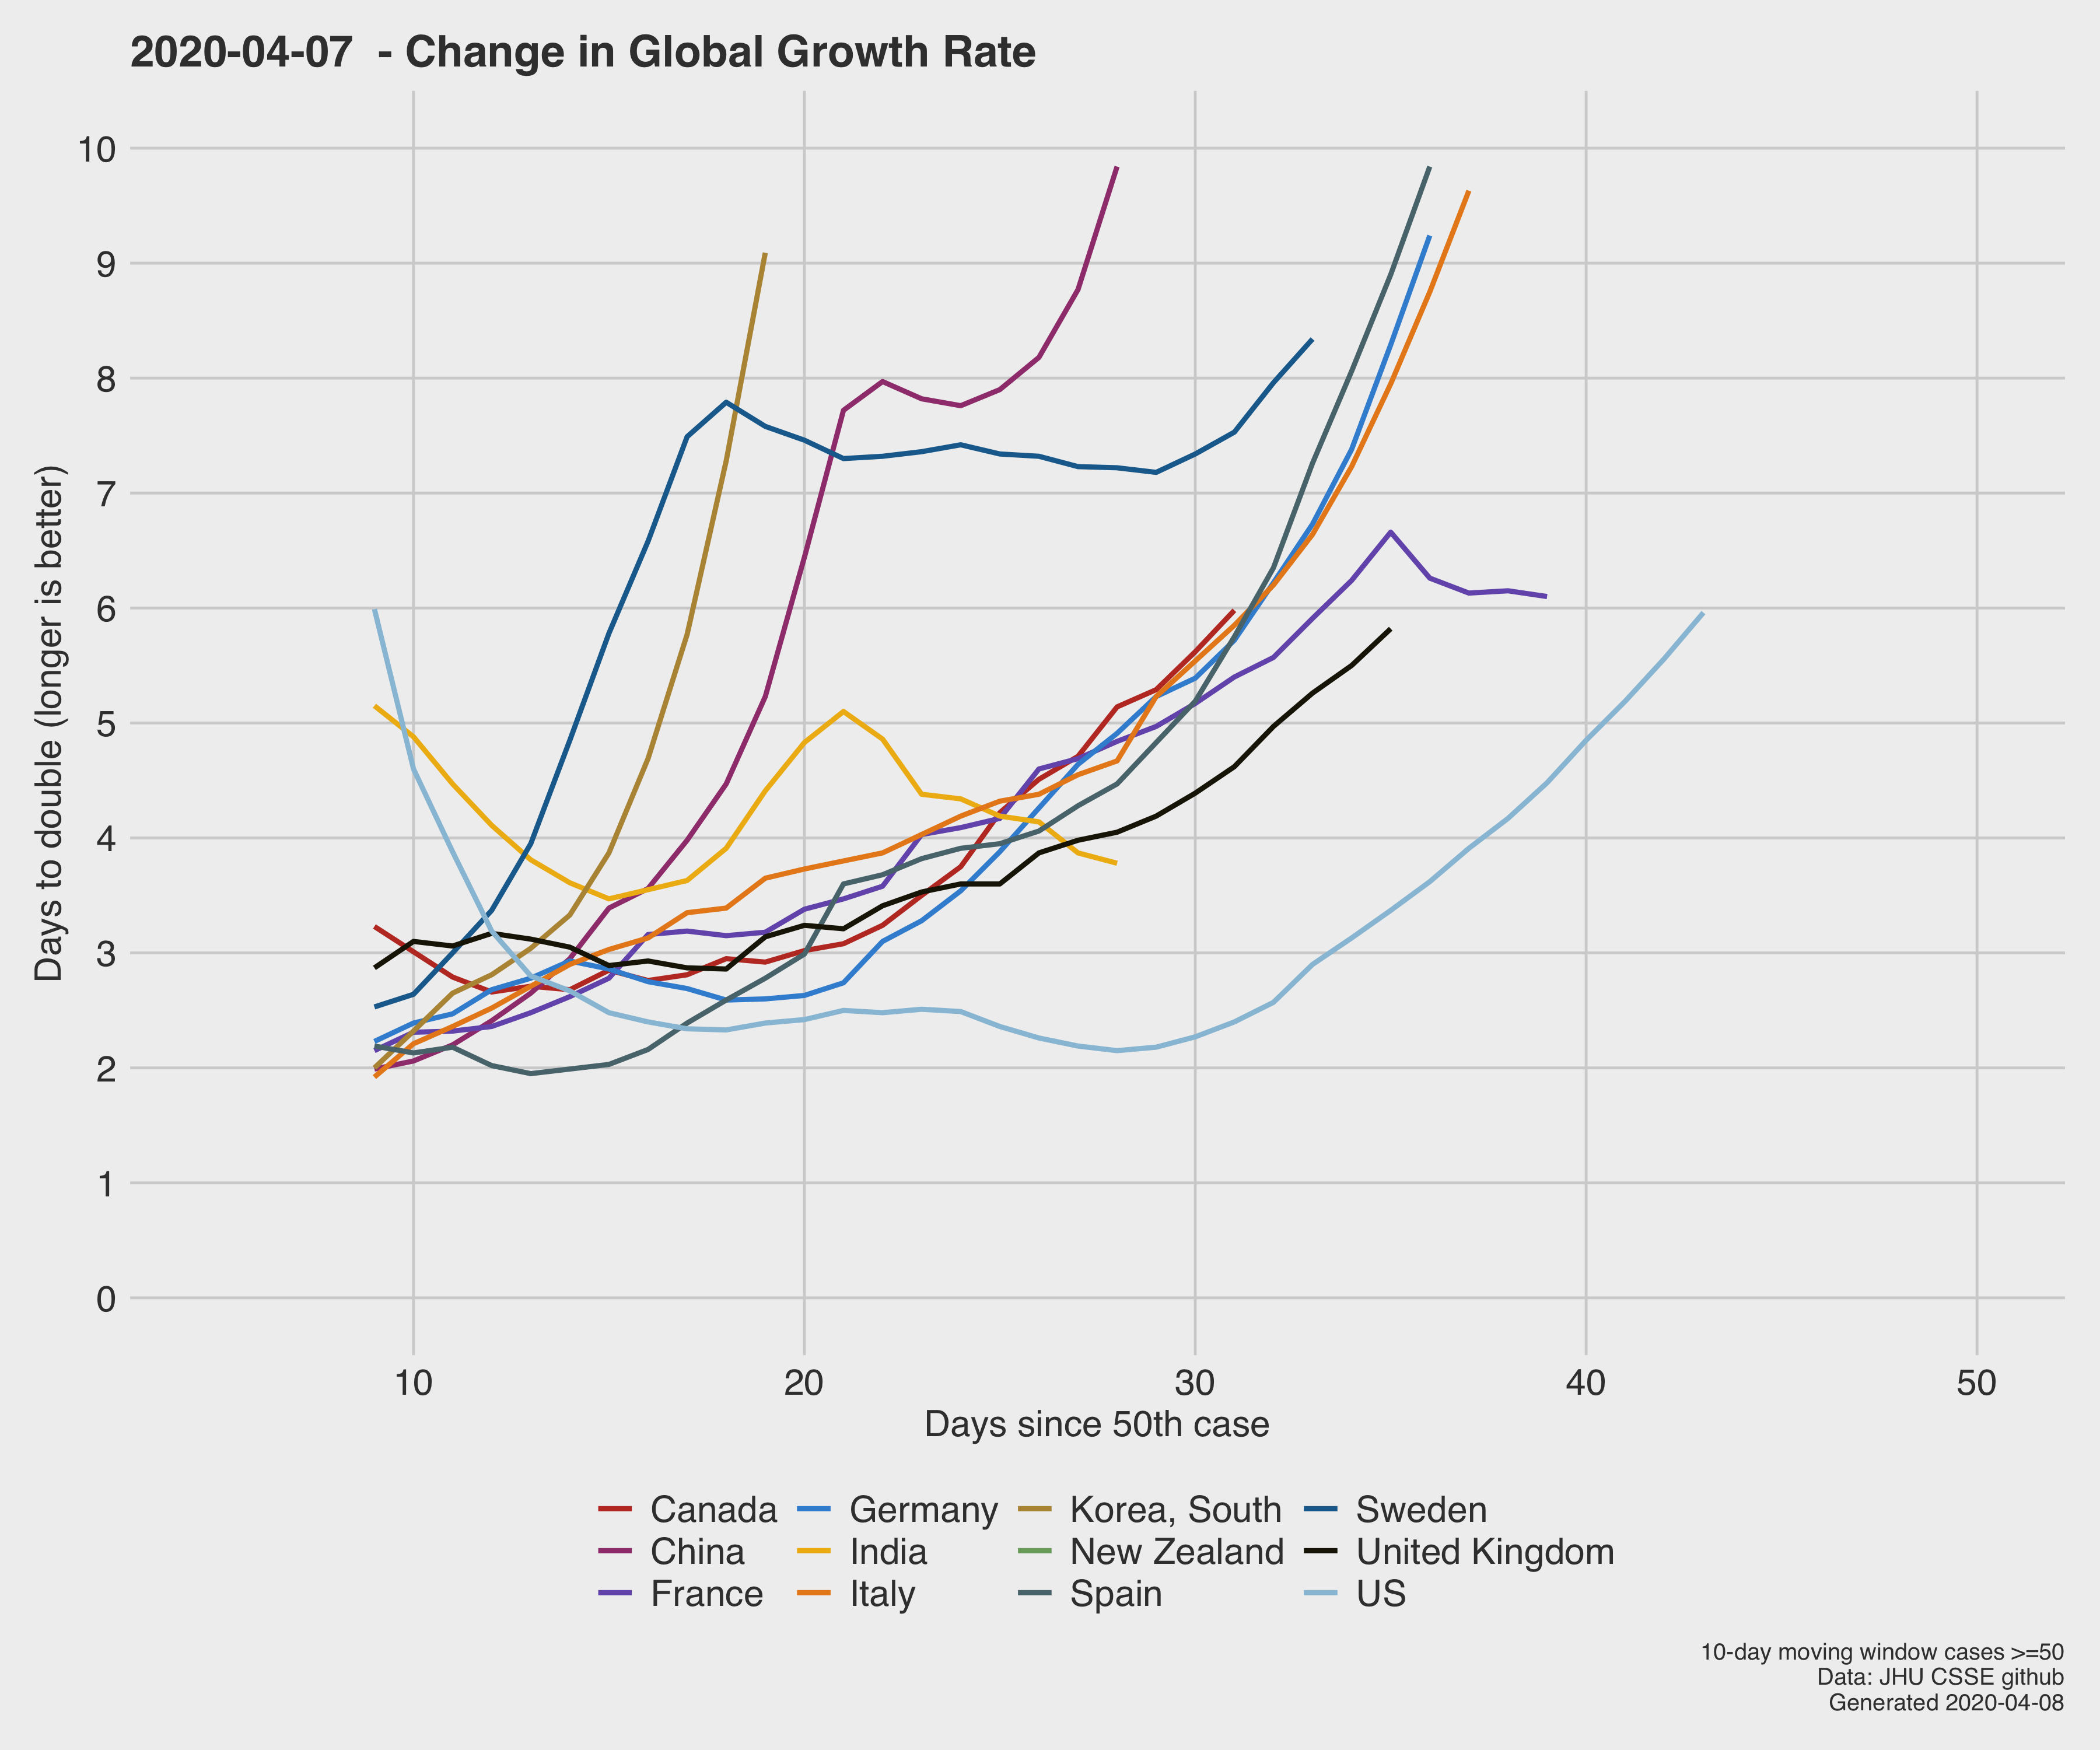 2020-04-07 - Change in Global Growth Rate
Days to double (longer is better)
10
9
8
7
6
5
4
3
2
1
0
10 20 30 40 50
Days since 50th case
Canada Germany Korea, South Sweden
China India New Zealand United Kingdom
France Italy Spain US
10-day moving window cases >=50
Data: JHU CSSE github
Generated 2020-04-08